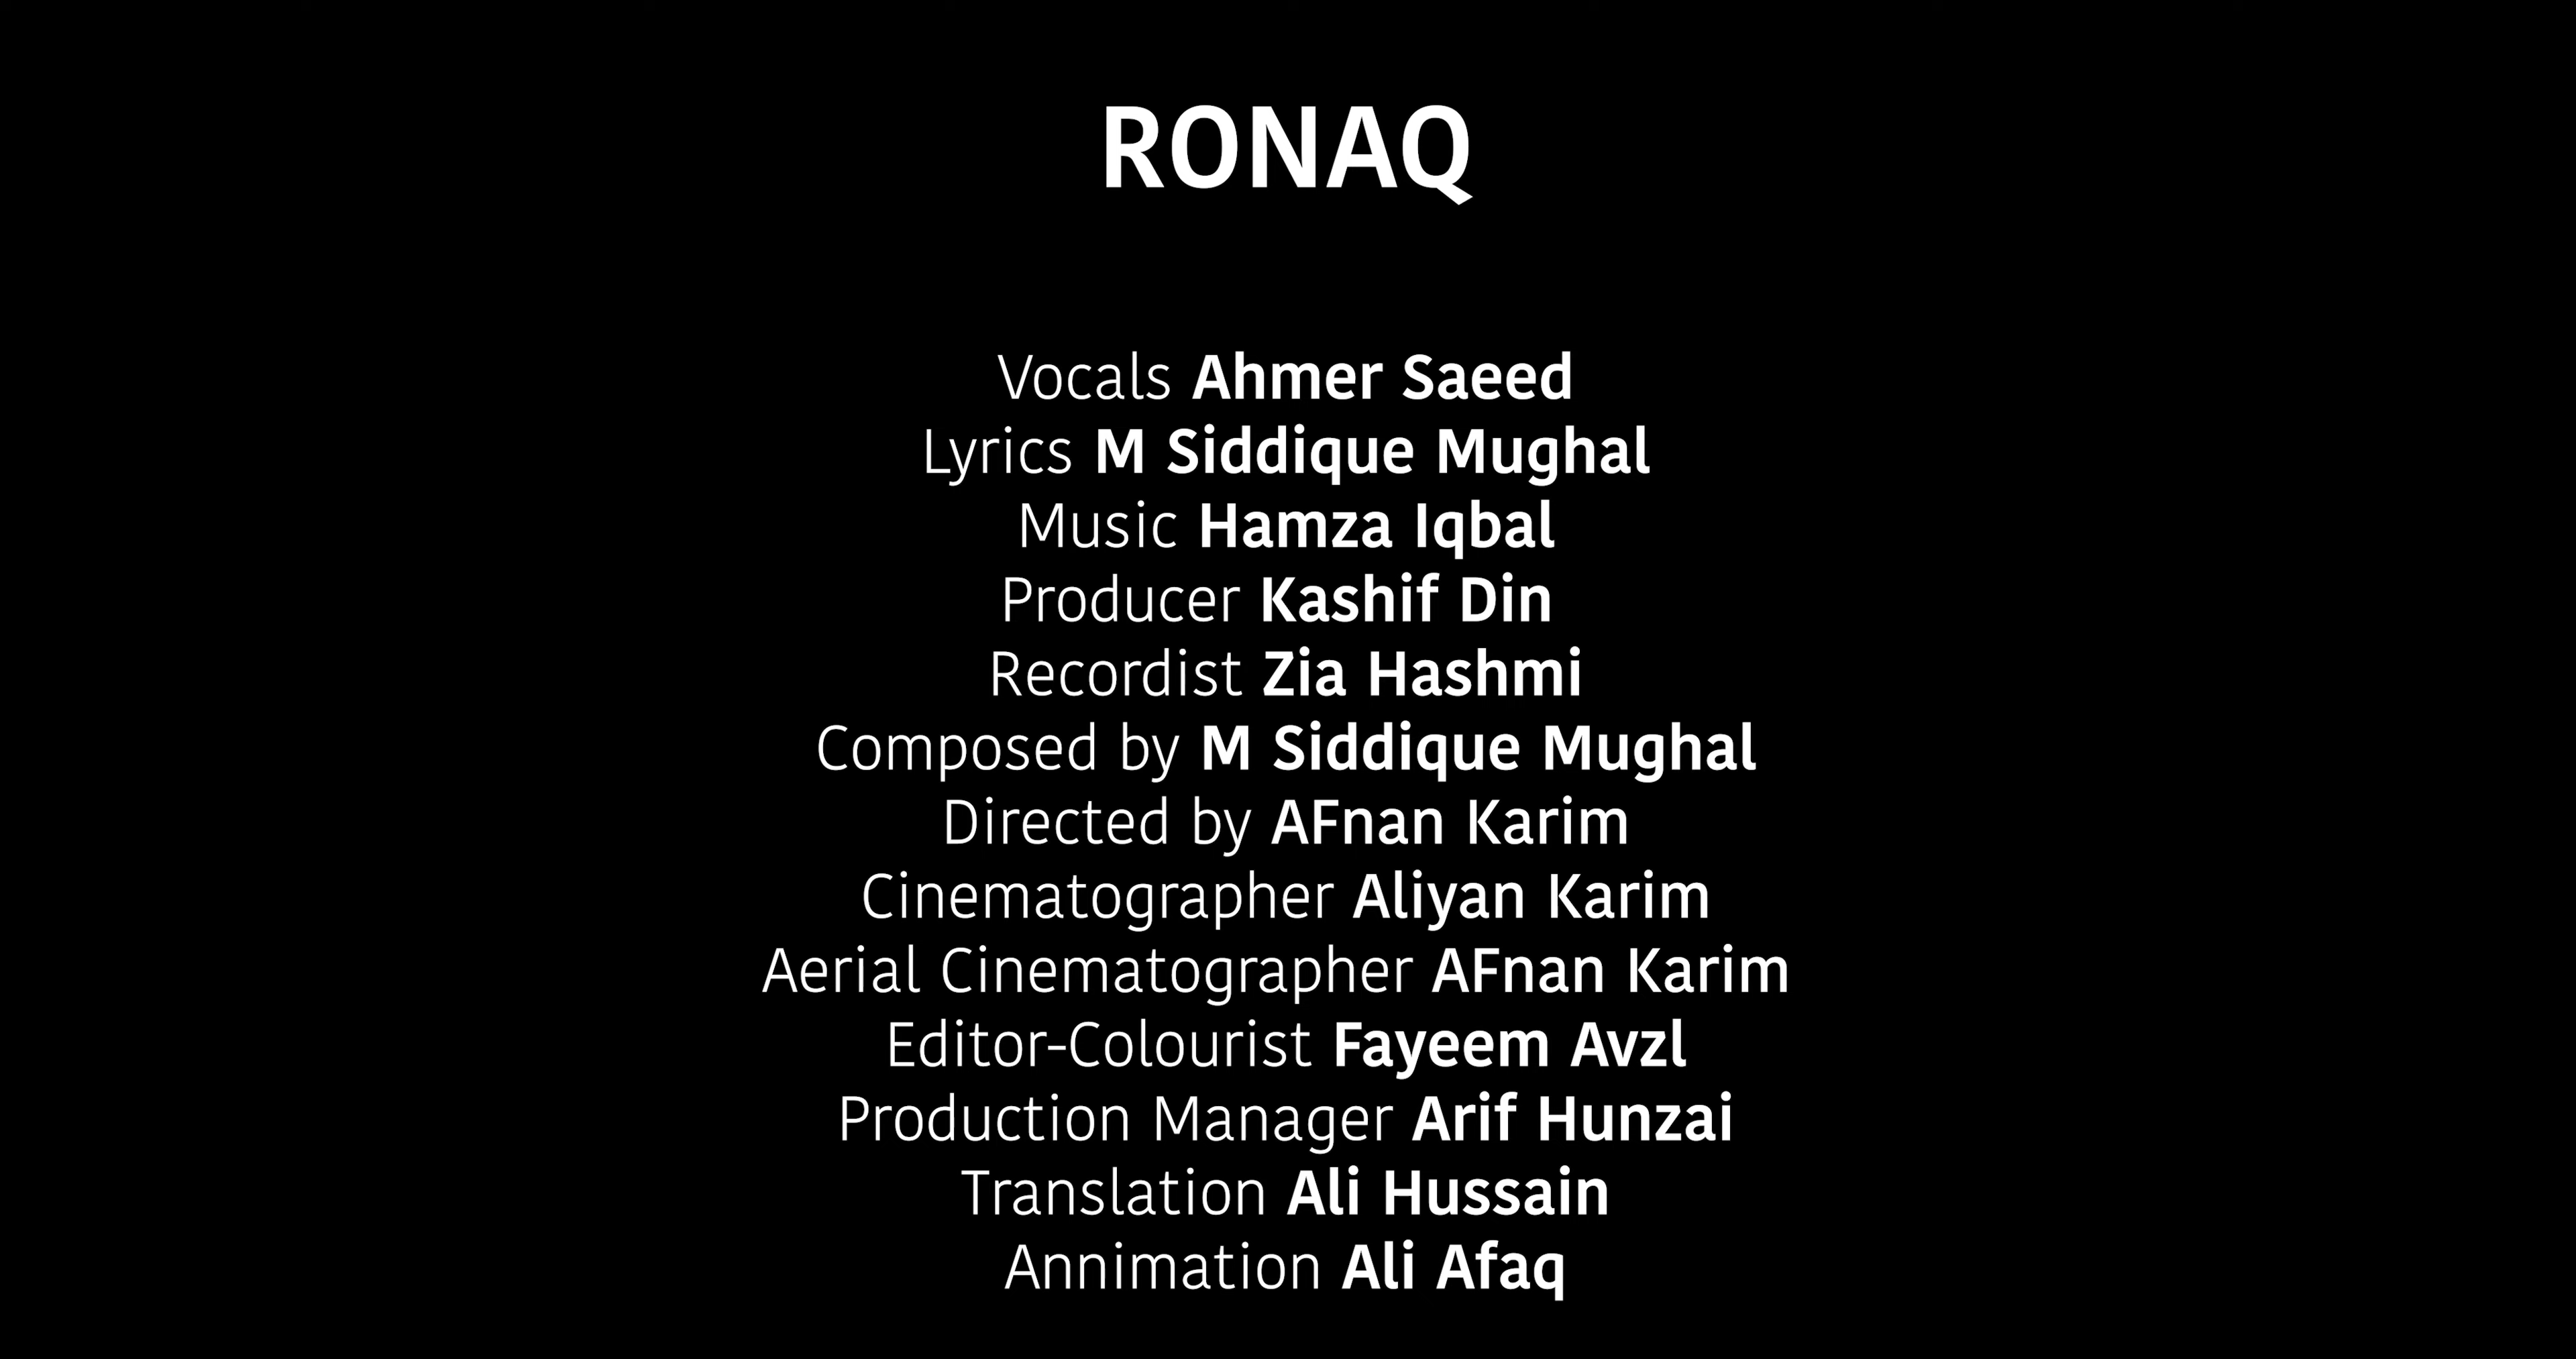 RONAQ
Vocals Ahmer Saeed
Lyrics M Siddique Mughal
Music Hamza Iqbal
Producer Kashif Din
Recordist Zia Hashmi
Composed by M Siddique Mughal
Directed by AFnan Karim
Cinematographer Aliyan Karim
Aerial Cinematographer AFnan Karim
Editor-Colourist Fayeem Avzl
Production Manager Arif Hunzai
Translation Ali Hussain
Annimation Ali Afaq